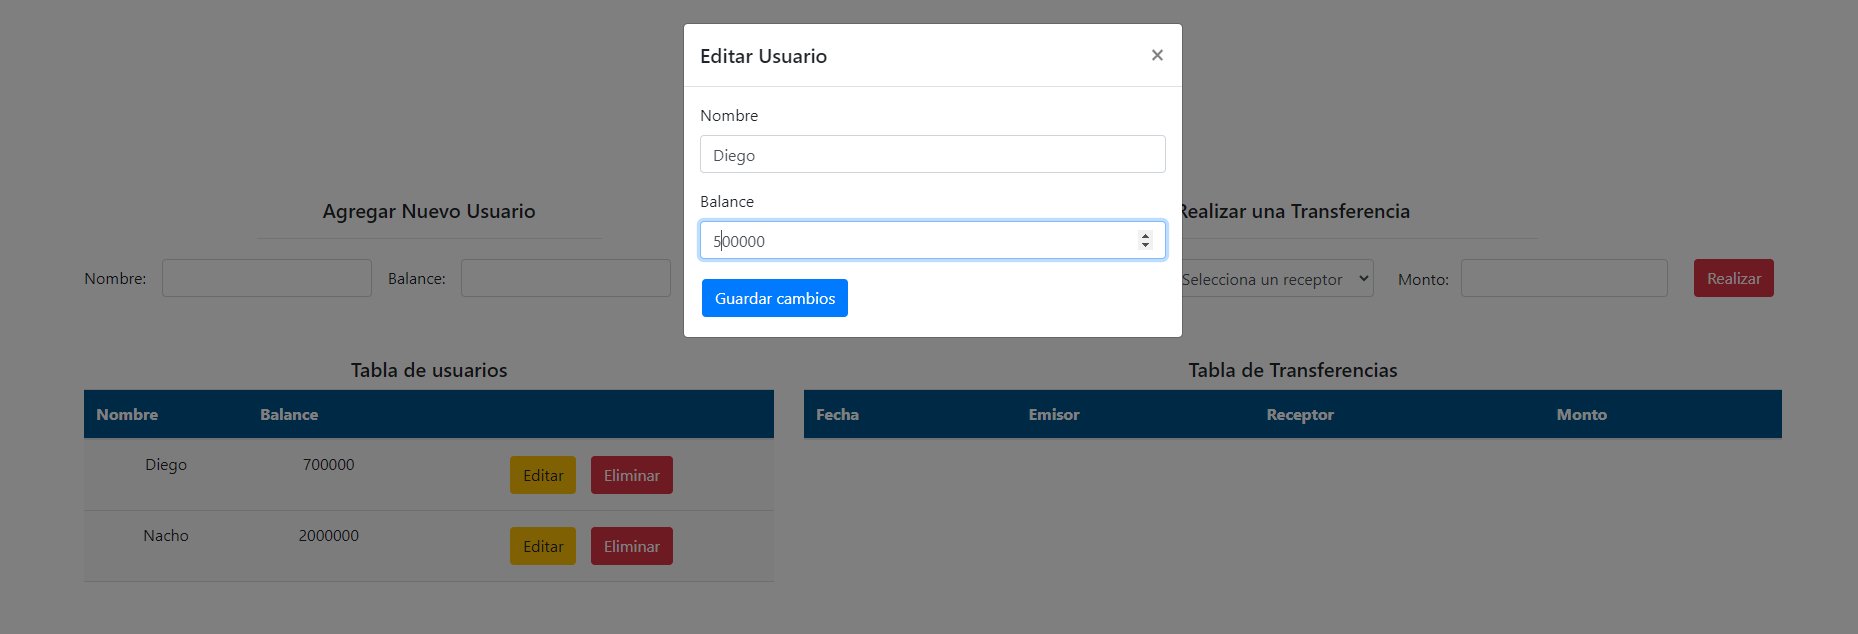 Editar Usuario ×
Nombre
Diego
Balance
500000
Guardar cambios
Agregar Nuevo Usuario
Nombre: Balance:
Realizar una Transferencia
Selecciona un receptor Monto: Realizar
Tabla de usuarios
Nombre Balance
Diego 700000 Editar Eliminar
Nacho 2000000 Editar Eliminar
Tabla de Transferencias
Fecha Emisor Receptor Monto